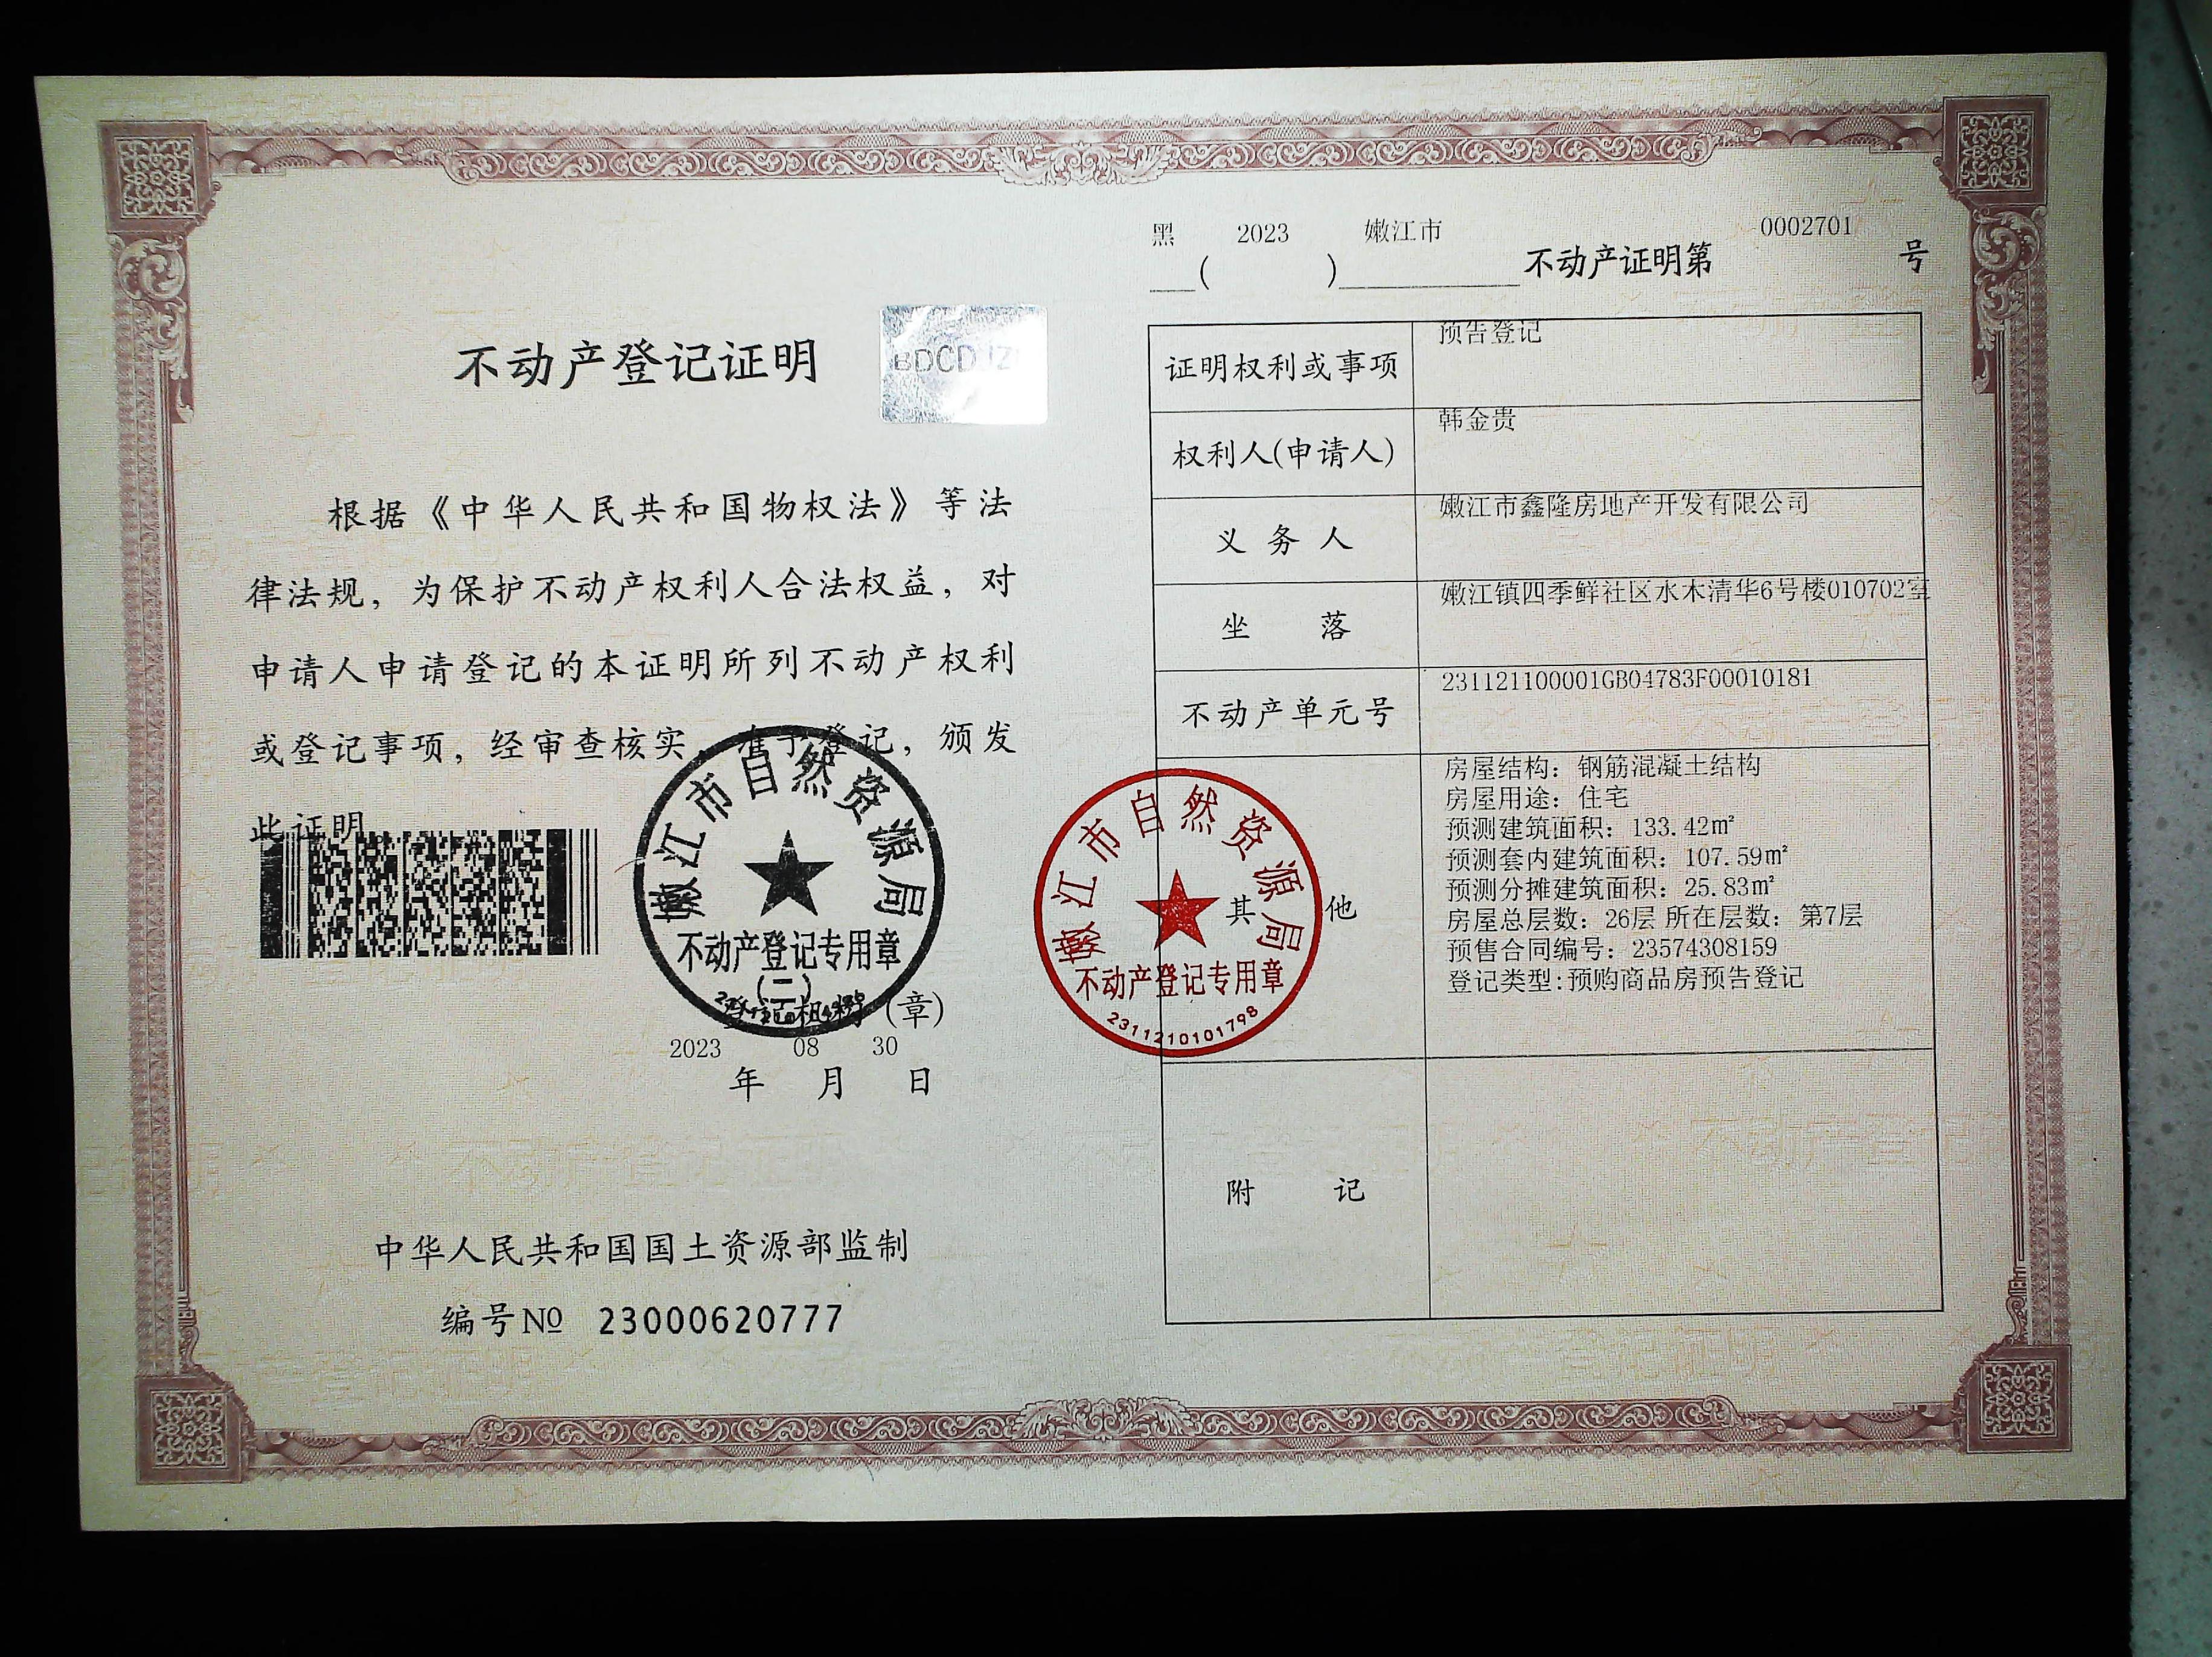 不动产登记证明
BDCDJZ
根据《中华人民共和国物权法》等法
律法规，为保护不动产权利人合法权益，对
申请人申请登记的本证明所列不动产权利
或登记事项，经审查核实，准予登记，颁发
此证明。
嫩江市自然资源局
不动产登记专用章
(二)
登记机构（章）
2023 08 30
年 月 日
中华人民共和国国土资源部监制
编号№ 23000620777
黑 2023 嫩江市 0002701
( ) 不动产证明第 号
证明权利或事项 预告登记
权利人(申请人) 韩金贵
义务人 嫩江市鑫隆房地产开发有限公司
坐落 嫩江镇四季鲜社区水木清华6号楼010702室
不动产单元号 231121100001GB04783F00010181
其他
房屋结构：钢筋混凝土结构
房屋用途：住宅
预测建筑面积：133.42㎡
预测套内建筑面积：107.59㎡
预测分摊建筑面积：25.83㎡
房屋总层数：26层 所在层数：第7层
预售合同编号：23574308159
登记类型:预购商品房预告登记
嫩江市自然资源局
不动产登记专用章
2311210101798
附记